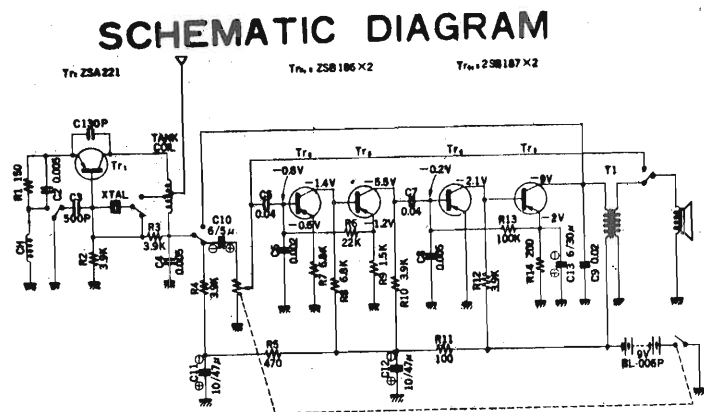 SCHEMATIC DIAGRAM
Tr₁: ZSA221
Tr₂,₃: ZSB186×2
Tr₄,₅: 2SB187×2
C1 30P
TANK COIL
Tr₁
R1 150
C2 0.005
C3
500P
XTAL
CH
R2 3.9K
R3
3.9K
C4 0.005
C10
6/5μ
R4 3.9K
C11 10/47μ
R5
470
Tr₂
Tr₃
Tr₄
Tr₅
C5
0.04
-0.8V
-1.4V
-0.6V
C6 0.002
R7 6.8K
R8 6.8K
R6
22K
-5.5V
-1.2V
R9 1.5K
R10 3.9K
C7
0.04
-0.2V
-2.1V
C8 0.005
R12 3.9K
R13
100K
-9V
-2V
R14 200
C13 6/30μ
C9 0.02
T1
C12 10/47μ
R11
100
9V
BL-006P